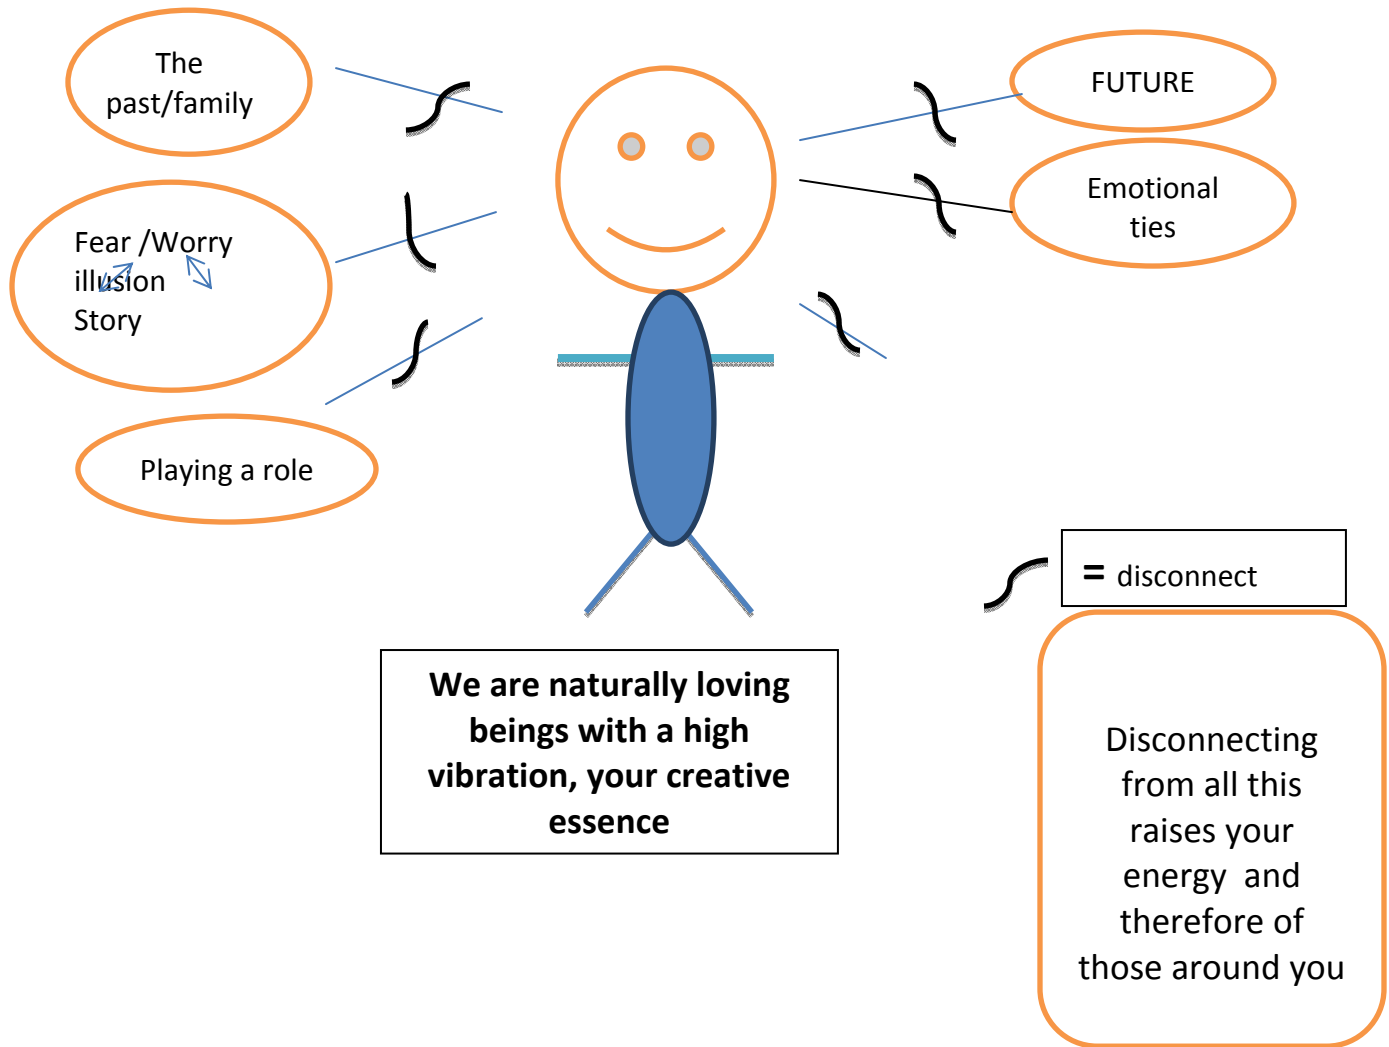 The
past/family
FUTURE
Emotional
ties
Fear /Worry
illusion
Story
Playing a role
= disconnect
We are naturally loving
beings with a high
vibration, your creative
essence
Disconnecting
from all this
raises your
energy  and
therefore of
those around you